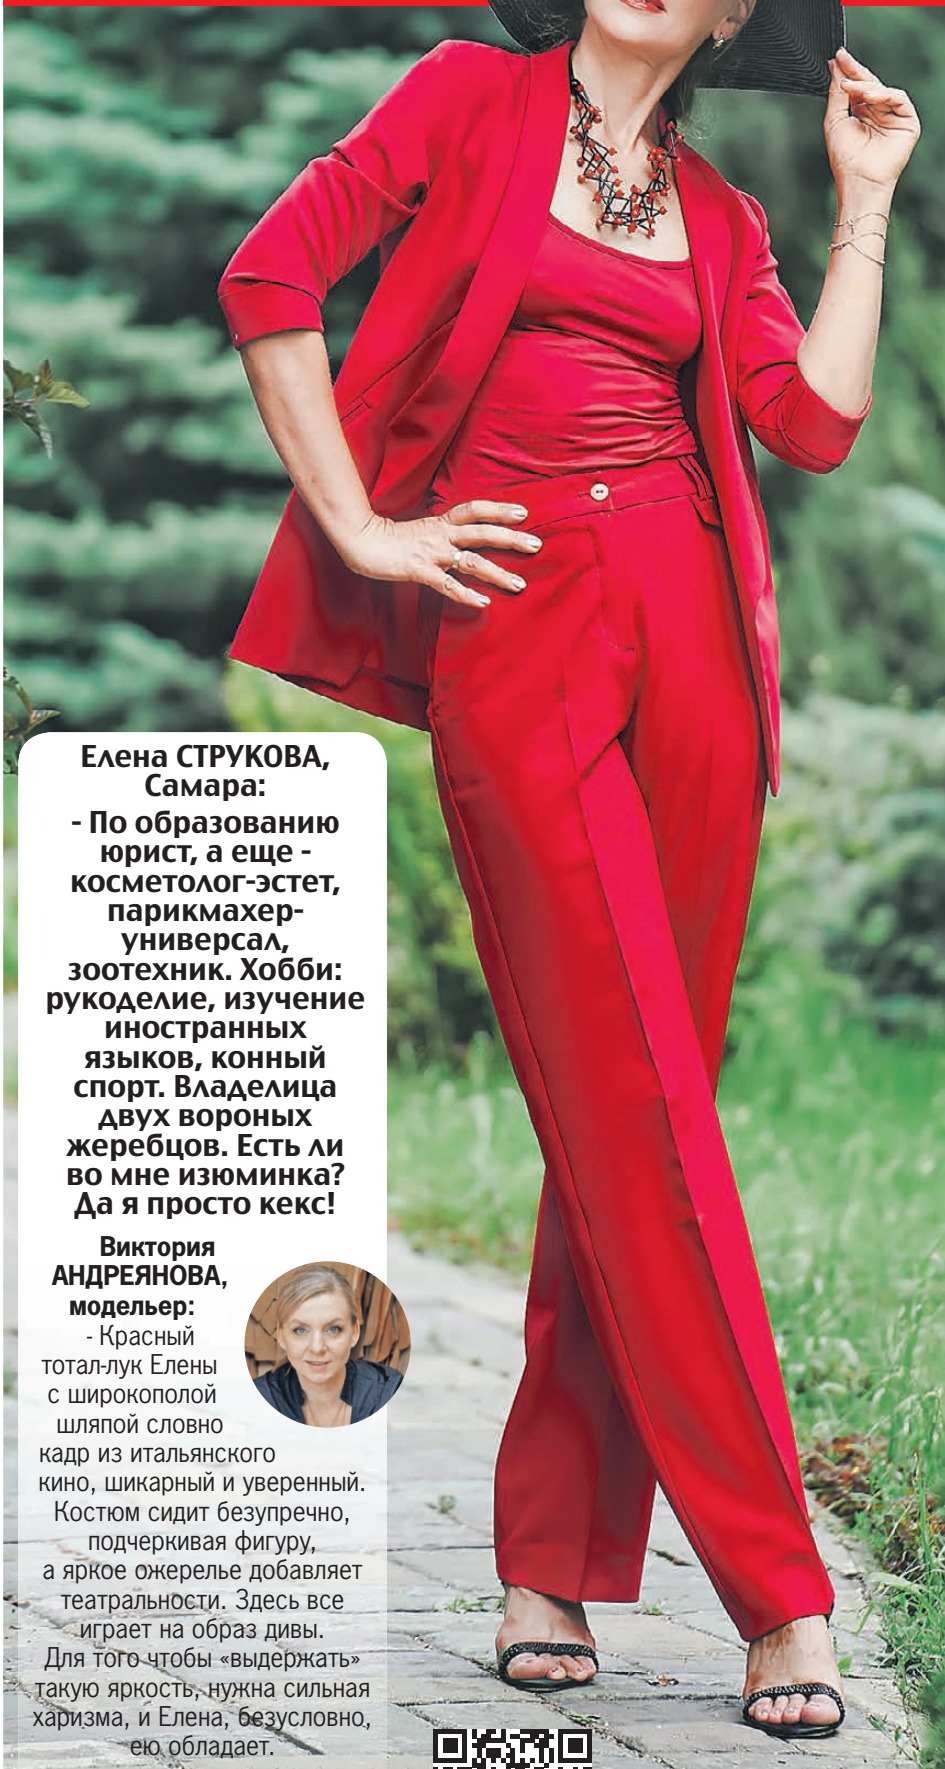 Елена СТРУКОВА,
Самара:
- По образованию
юрист, а еще -
косметолог-эстет,
парикмахер-
универсал,
зоотехник. Хобби:
рукоделие, изучение
иностранных
языков, конный
спорт. Владелица
двух вороных
жеребцов. Есть ли
во мне изюминка?
Да я просто кекс!
Виктория
АНДРЕЯНОВА,
модельер:
- Красный
тотал-лук Елены
с широкополой
шляпой словно
кадр из итальянского
кино, шикарный и уверенный.
Костюм сидит безупречно,
подчеркивая фигуру,
а яркое ожерелье добавляет
театральности. Здесь все
играет на образ дивы.
Для того чтобы «выдержать»
такую яркость, нужна сильная
харизма, и Елена, безусловно,
ею обладает.